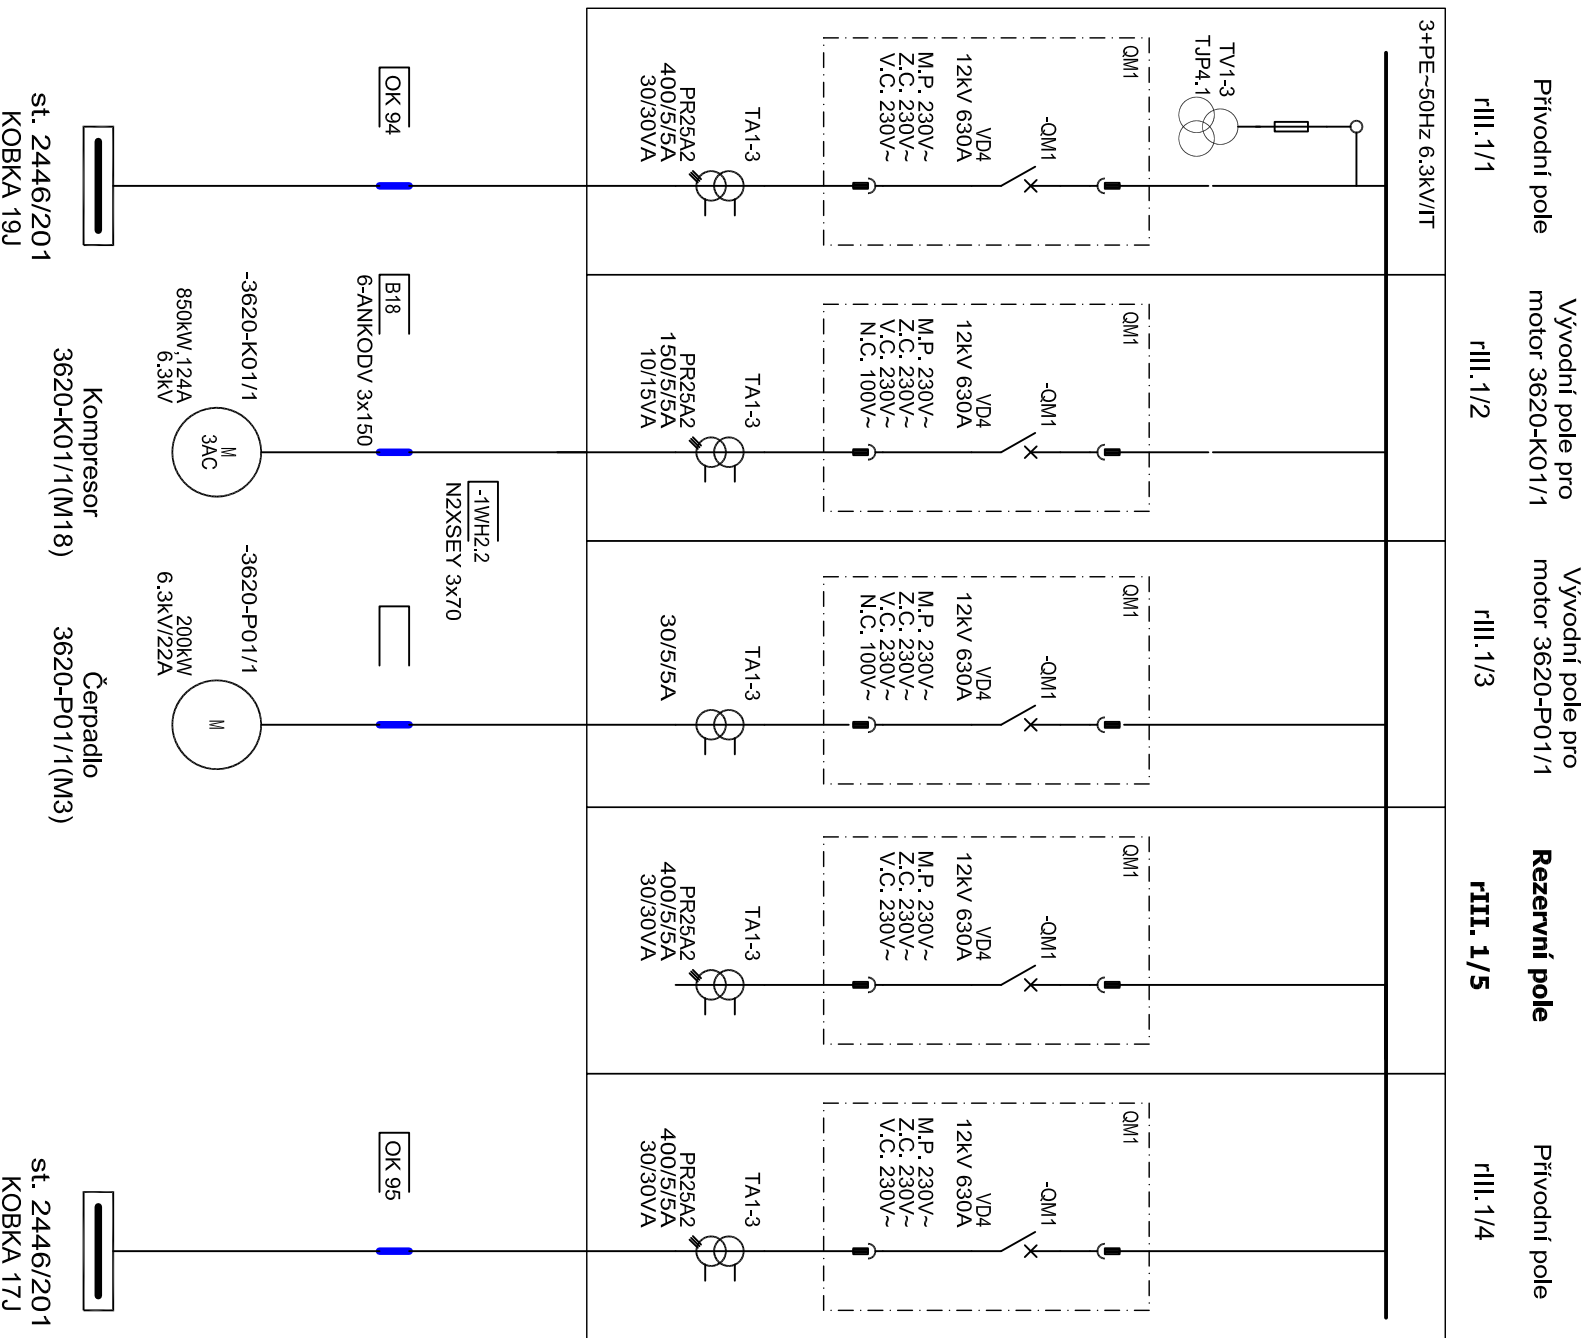 Přívodní pole
rIII.1/1
3+PE~50Hz 6.3kV/IT
TV1-3
TJP4.1
QM1
-QM1
VD4
12kV 630A
M.P. 230V~
Z.C. 230V~
V.C. 230V~
TA1-3
PR25A2
400/5/5A
30/30VA
OK 94
st. 2446/201
KOBKA 19J
Vývodní pole pro
motor 3620-K01/1
rIII.1/2
QM1
-QM1
VD4
12kV 630A
M.P. 230V~
Z.C. 230V~
V.C. 230V~
N.C. 100V~
TA1-3
PR25A2
150/5/5A
10/15VA
-1WH2.2
N2XSEY 3x70
B18
6-ANKODV 3x150
-3620-K01/1
M
3AC
850kW,124A
6.3kV
Kompresor
3620-K01/1(M18)
Vývodní pole pro
motor 3620-P01/1
rIII.1/3
QM1
-QM1
VD4
12kV 630A
M.P. 230V~
Z.C. 230V~
V.C. 230V~
N.C. 100V~
TA1-3
30/5/5A
-3620-P01/1
M
200kW
6.3kV/22A
Čerpadlo
3620-P01/1(M3)
Rezervní pole
rIII. 1/5
QM1
-QM1
VD4
12kV 630A
M.P. 230V~
Z.C. 230V~
V.C. 230V~
TA1-3
PR25A2
400/5/5A
30/30VA
Přívodní pole
rIII.1/4
QM1
-QM1
VD4
12kV 630A
M.P. 230V~
Z.C. 230V~
V.C. 230V~
TA1-3
PR25A2
400/5/5A
30/30VA
OK 95
st. 2446/201
KOBKA 17J